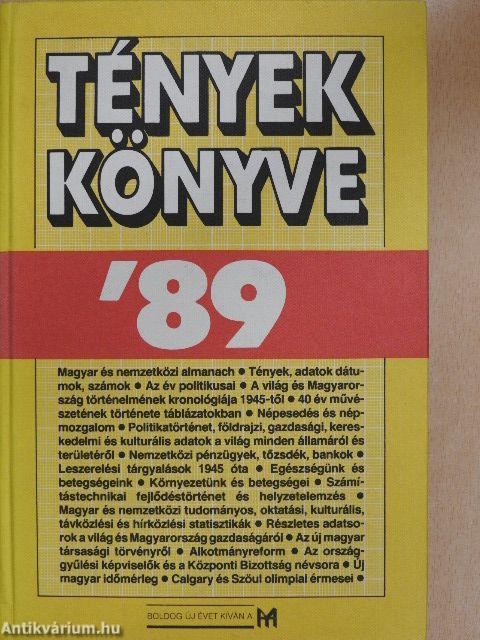 TÉNYEK
KÖNYVE
'89
Magyar és nemzetközi almanach ● Tények, adatok dátu-
mok, számok ● Az év politikusai ● A világ és Magyaror-
szág történelmének kronológiája 1945-től ● 40 év művé-
szetének története táblázatokban ● Népesedés és nép-
mozgalom ● Politikatörténet, földrajzi, gazdasági, keres-
kedelmi és kulturális adatok a világ minden államáról és
területéről ● Nemzetközi pénzügyek, tőzsdék, bankok ●
Leszerelési tárgyalások 1945 óta ● Egészségünk és
betegségeink ● Környezetünk és betegségei ● Számí-
tástechnikai fejlődéstörténet és helyzetelemzés ●
Magyar és nemzetközi tudományos, oktatási, kulturális,
távközlési és hírközlési statisztikák ● Részletes adatso-
rok a világ és Magyarország gazdaságáról ● Az új magyar
társasági törvényről ● Alkotmányreform ● Az ország-
gyűlési képviselők és a Központi Bizottság névsora ● Új
magyar időmérleg ● Calgary és Szöul olimpiai érmesei ●
BOLDOG ÚJ ÉVET KÍVÁN A
Antikvárium.hu